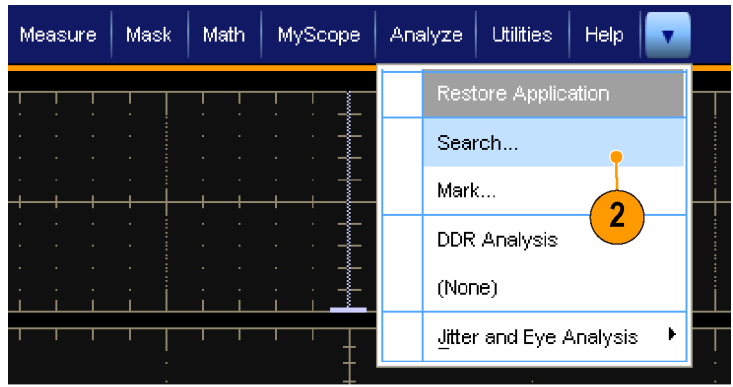 Measure Mask Math MyScope Analyze Utilities Help
Restore Application
Search...
Mark...
2
DDR Analysis
(None)
Jitter and Eye Analysis